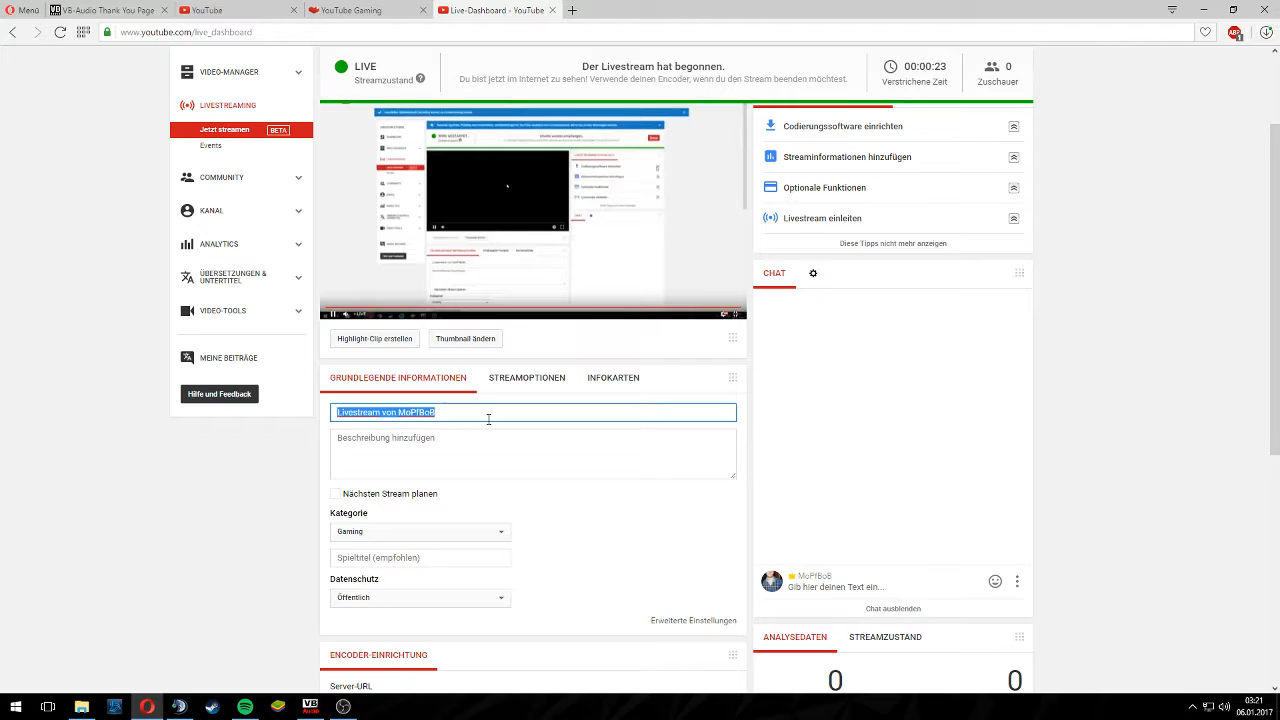 Menü
VB-Audio Thank You Page
YouTube
YouTube Gaming
Live-Dashboard - YouTube
www.youtube.com/live_dashboard
VIDEO-MANAGER
LIVESTREAMING
Jetzt streamen BETA
Events
COMMUNITY
KANAL
ANALYTICS
ÜBERSETZUNGEN &
UNTERTITEL
VIDEO-TOOLS
MEINE BEITRÄGE
Hilfe und Feedback
LIVE
Streamzustand
Der Livestream hat begonnen.
Du bist jetzt im Internet zu sehen! Verwende deinen Encoder, wenn du den Stream beenden möchtest.
00:00:23
Verstrichene Zeit
0
Zuschauer
LIVE
Highlight-Clip erstellen
Thumbnail ändern
GRUNDLEGENDE INFORMATIONEN
STREAMOPTIONEN
INFOKARTEN
Livestream von MoPfBoB
Beschreibung hinzufügen
Nächsten Stream planen
Kategorie
Gaming
Spieltitel (empfohlen)
Datenschutz
Öffentlich
Erweiterte Einstellungen
ENCODER-EINRICHTUNG
Server-URL
Codierungssoftware einrichten
Streaminformationen hinzufügen
Optionale Funktionen
Livestream einleiten
Diese Tipps nicht weiter anzeigen
CHAT
MoPfBoB
Gib hier deinen Text ein...
Chat ausblenden
ANALYSEDATEN
STREAMZUSTAND
0
0
VB
AUDIO
03:21
06.03.2017